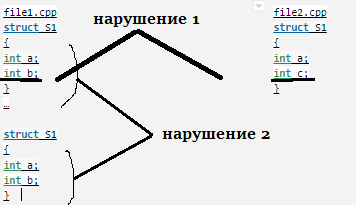 нарушение 1
file1.cpp
struct S1
{
int a;
int b;
}
…
struct S1
{
int a;
int b;
}
file2.cpp
struct S1
{
int a;
int c;
}
нарушение 2